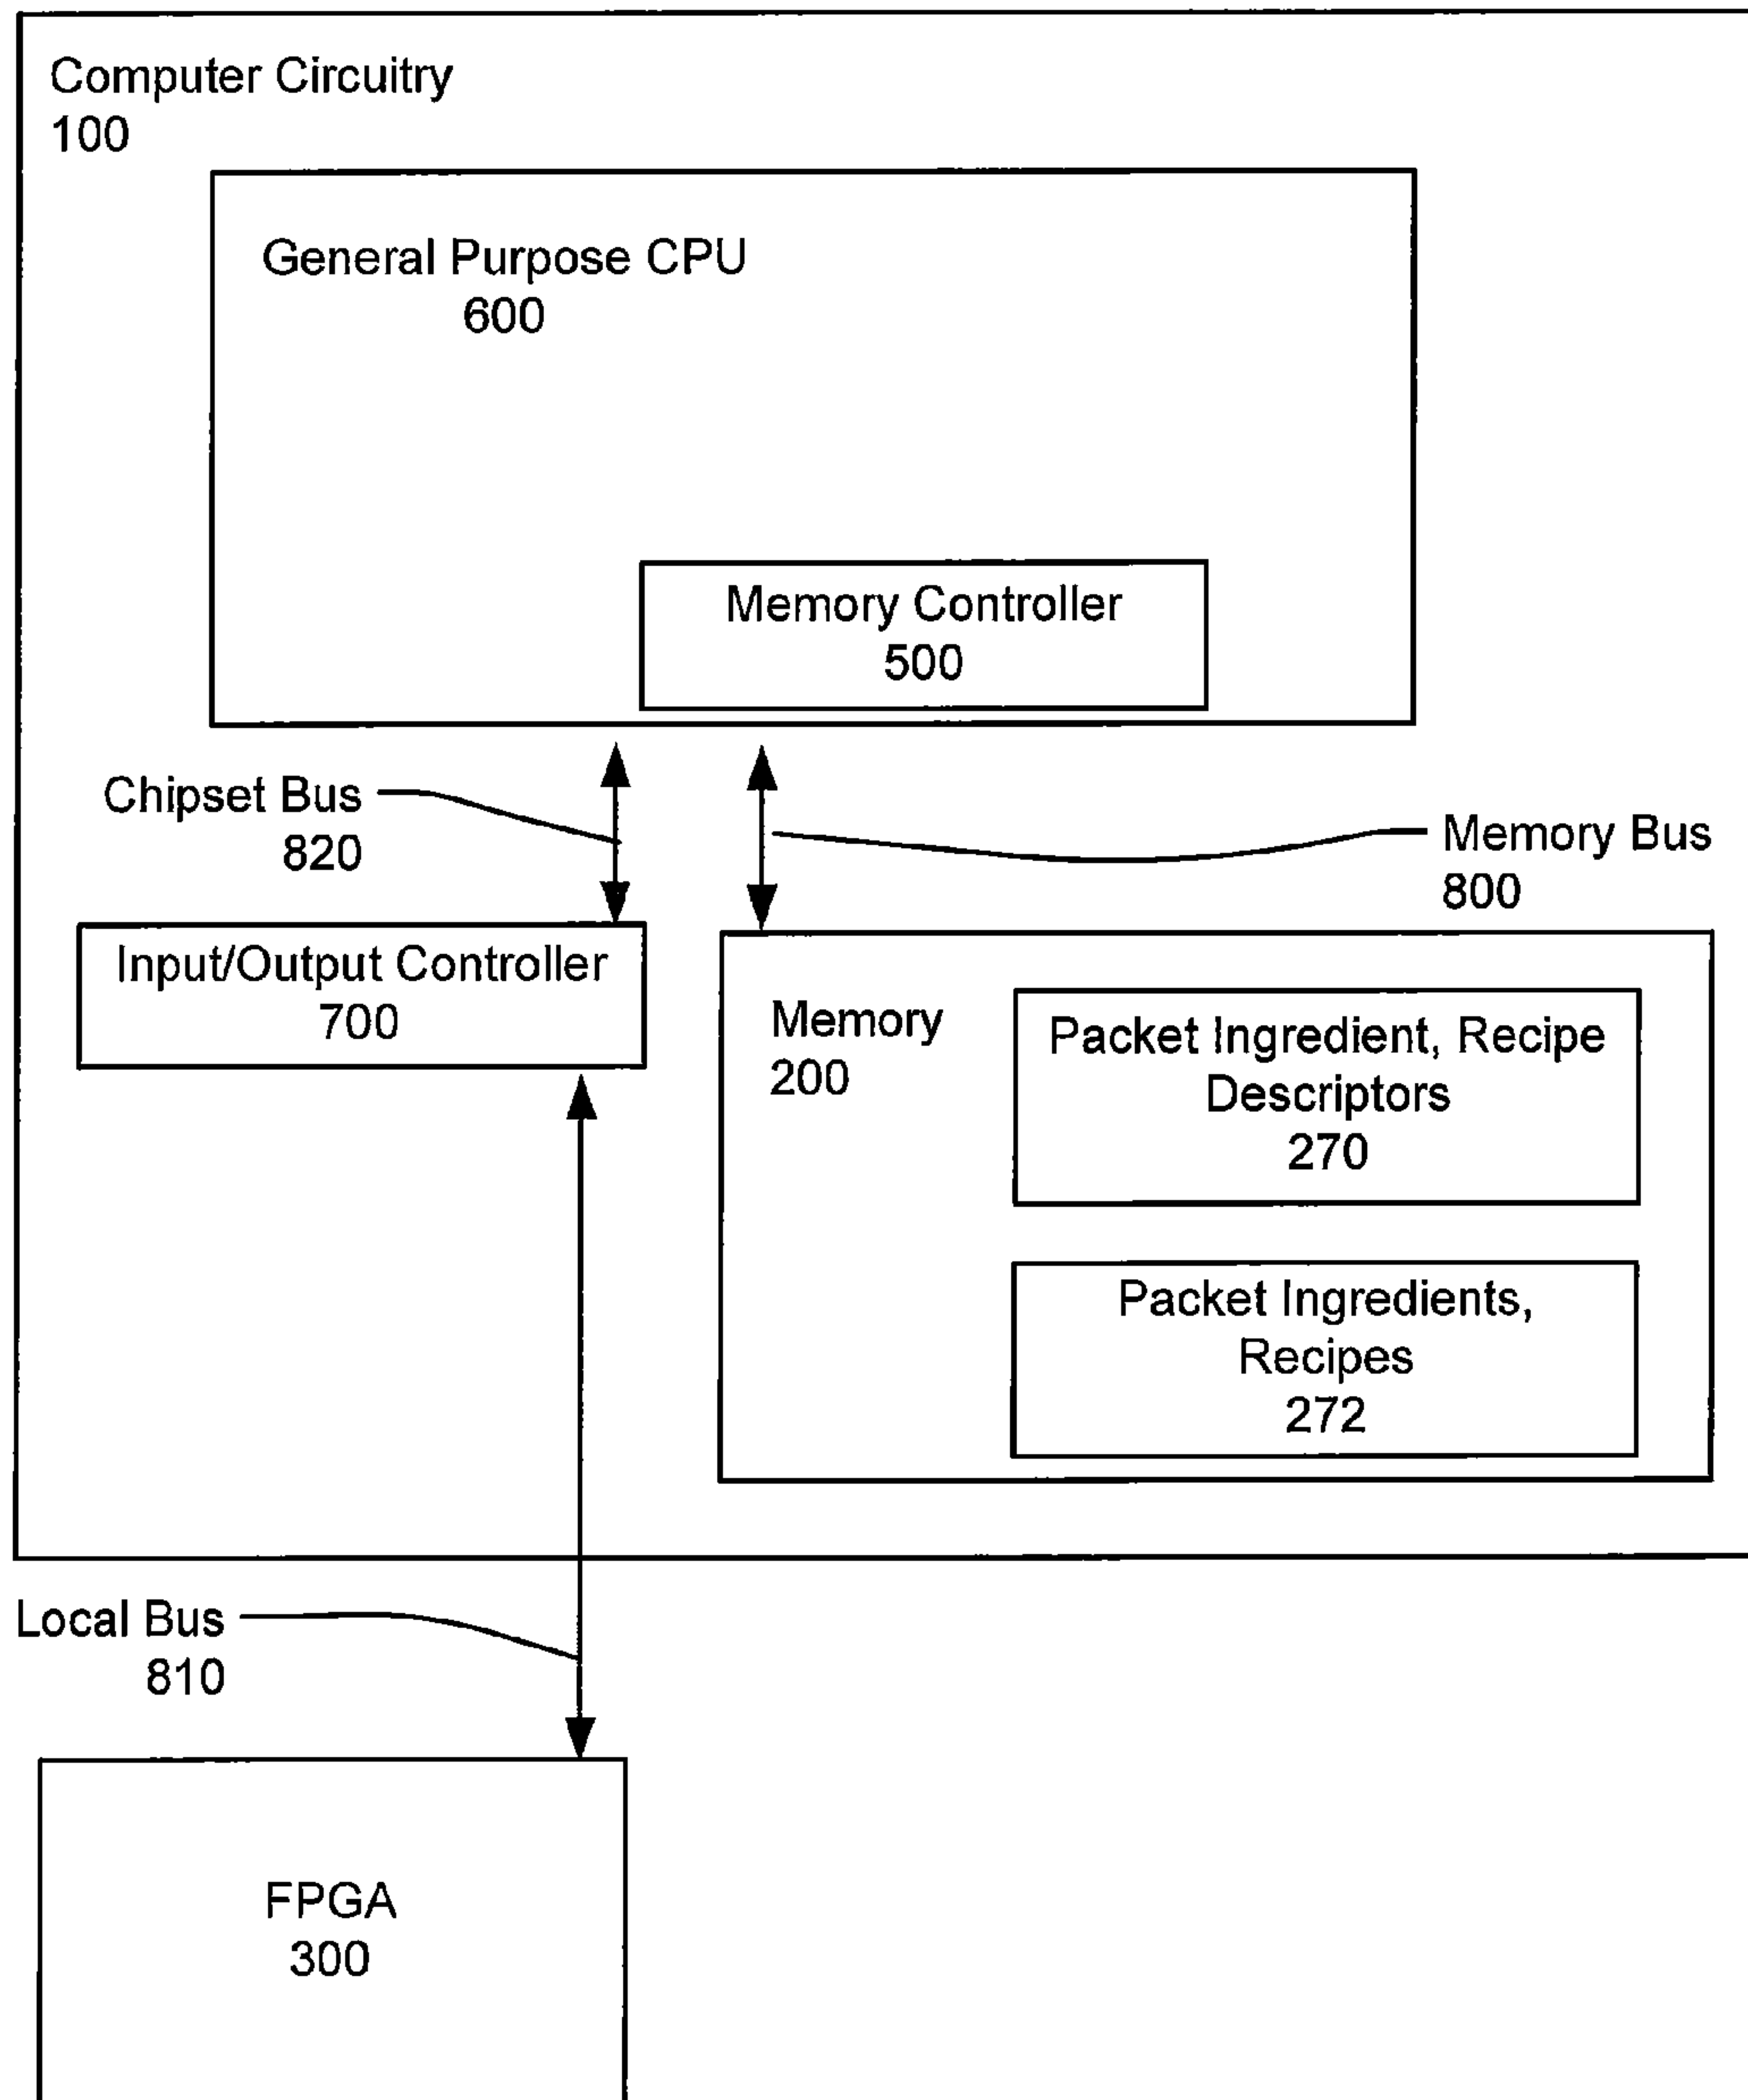 Computer Circuitry
100
General Purpose CPU
600
Memory Controller
500
Chipset Bus
820
Memory Bus
800
Input/Output Controller
700
Memory
200
Packet Ingredient, Recipe
Descriptors
270
Packet Ingredients,
Recipes
272
Local Bus
810
FPGA
300